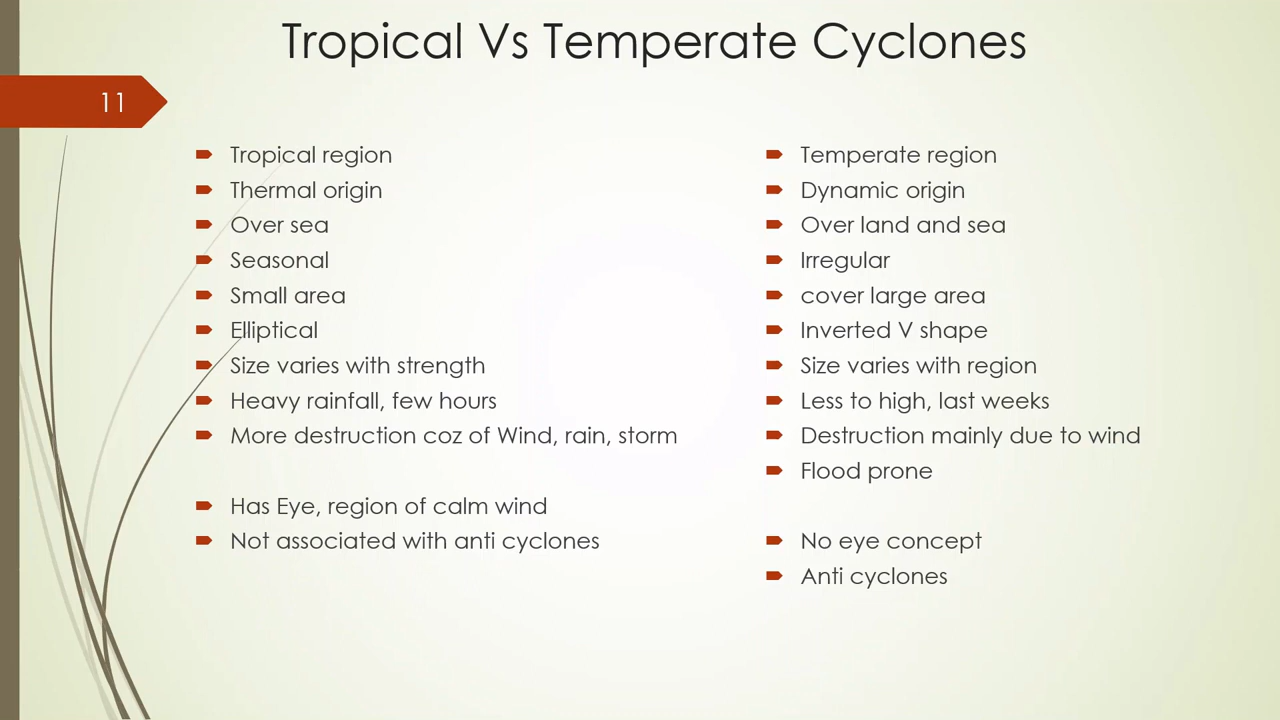 Tropical Vs Temperate Cyclones
11
Tropical region
Thermal origin
Over sea
Seasonal
Small area
Elliptical
Size varies with strength
Heavy rainfall, few hours
More destruction coz of Wind, rain, storm
Has Eye, region of calm wind
Not associated with anti cyclones
Temperate region
Dynamic origin
Over land and sea
Irregular
cover large area
Inverted V shape
Size varies with region
Less to high, last weeks
Destruction mainly due to wind
Flood prone
No eye concept
Anti cyclones